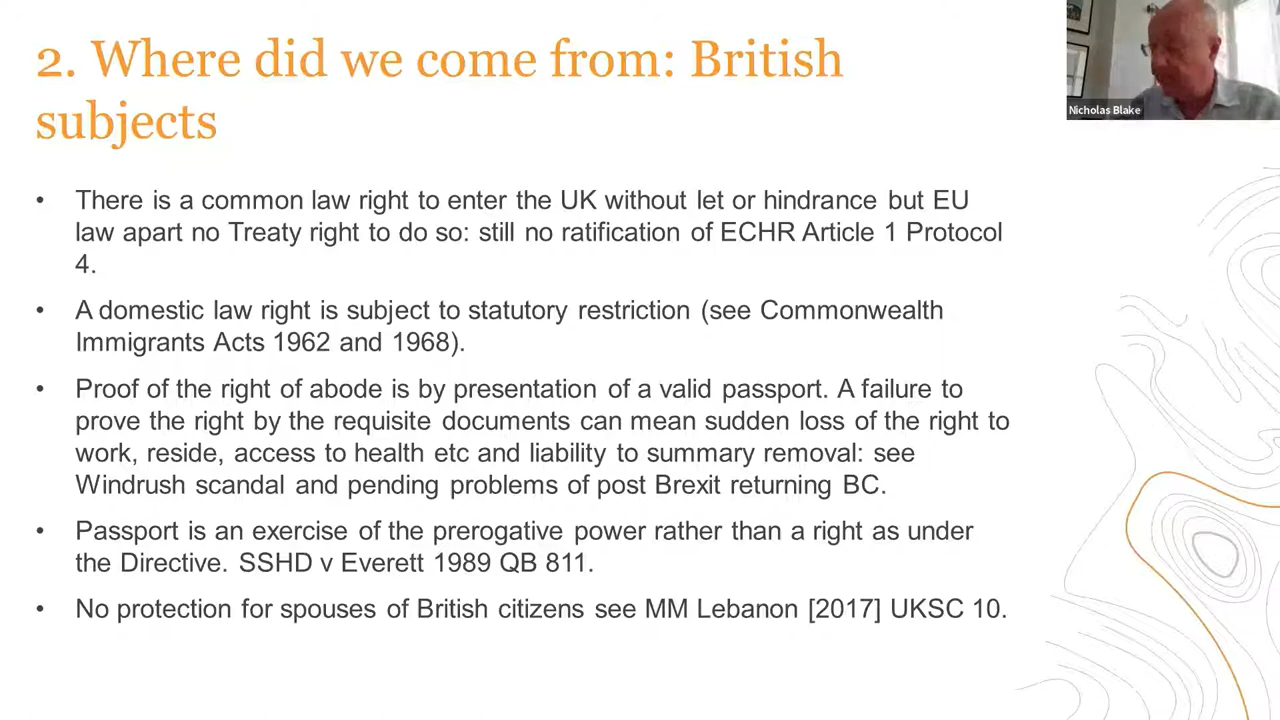 2. Where did we come from: British
subjects
Nicholas Blake
• There is a common law right to enter the UK without let or hindrance but EU
law apart no Treaty right to do so: still no ratification of ECHR Article 1 Protocol
4.
• A domestic law right is subject to statutory restriction (see Commonwealth
Immigrants Acts 1962 and 1968).
• Proof of the right of abode is by presentation of a valid passport. A failure to
prove the right by the requisite documents can mean sudden loss of the right to
work, reside, access to health etc and liability to summary removal: see
Windrush scandal and pending problems of post Brexit returning BC.
• Passport is an exercise of the prerogative power rather than a right as under
the Directive. SSHD v Everett 1989 QB 811.
• No protection for spouses of British citizens see MM Lebanon [2017] UKSC 10.